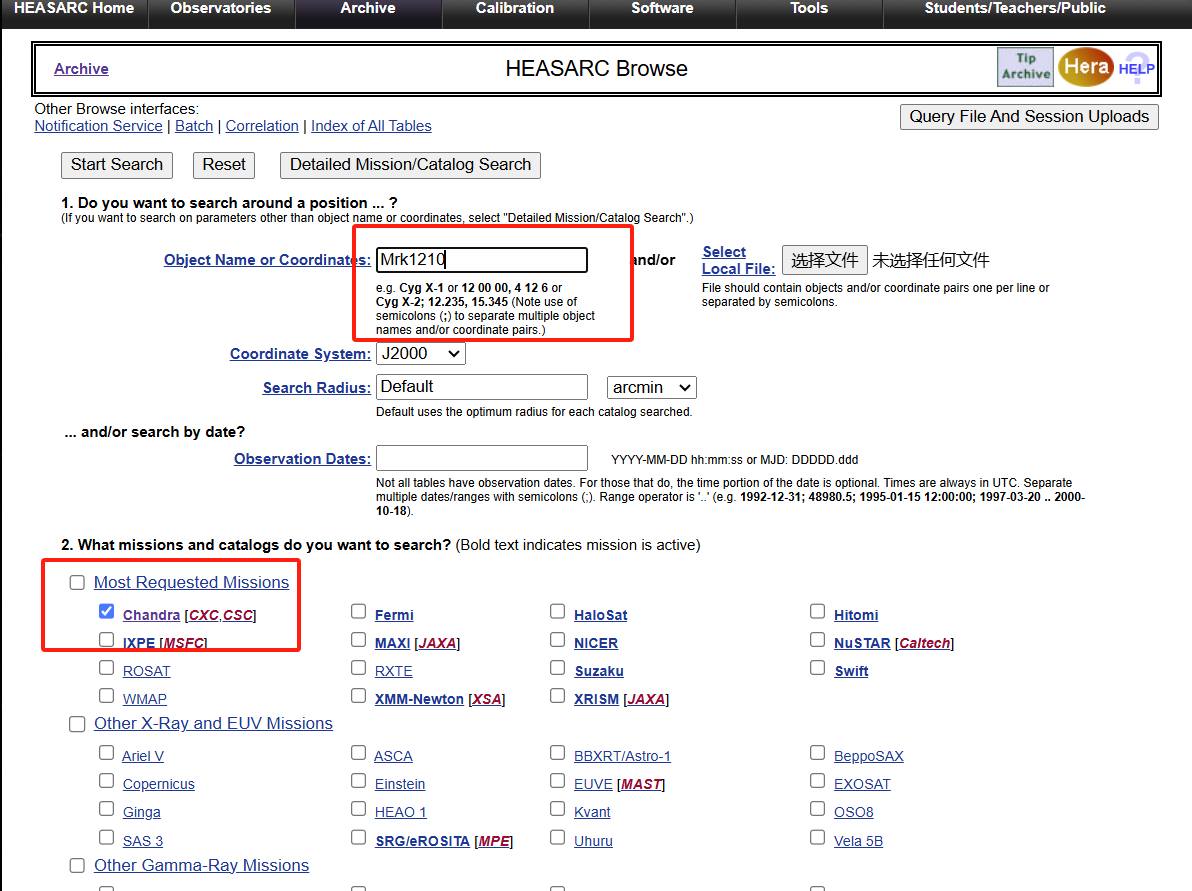 HEASARC Home Observatories Archive Calibration Software Tools Students/Teachers/Public
Archive HEASARC Browse Tip Archive Hera HELP ?
Other Browse interfaces:
Notification Service | Batch | Correlation | Index of All Tables
Query File And Session Uploads
Start Search Reset Detailed Mission/Catalog Search
1. Do you want to search around a position ... ?
(If you want to search on parameters other than object name or coordinates, select "Detailed Mission/Catalog Search".)
Object Name or Coordinates: Mrk1210
e.g. Cyg X-1 or 12 00 00, 4 12 6 or
Cyg X-2; 12.235, 15.345 (Note use of
semicolons (;) to separate multiple object
names and/or coordinate pairs.)
and/or
Select
Local File: 选择文件 未选择任何文件
File should contain objects and/or coordinate pairs one per line or
separated by semicolons.
Coordinate System: J2000
Search Radius: Default arcmin
Default uses the optimum radius for each catalog searched.
... and/or search by date?
Observation Dates: YYYY-MM-DD hh:mm:ss or MJD: DDDDD.ddd
Not all tables have observation dates. For those that do, the time portion of the date is optional. Times are always in UTC. Separate
multiple dates/ranges with semicolons (;). Range operator is '..' (e.g. 1992-12-31; 48980.5; 1995-01-15 12:00:00; 1997-03-20 .. 2000-
10-18).
2. What missions and catalogs do you want to search? (Bold text indicates mission is active)
Most Requested Missions
Chandra [CXC,CSC] Fermi HaloSat Hitomi
IXPE [MSFC] MAXI [JAXA] NICER NuSTAR [Caltech]
ROSAT RXTE Suzaku Swift
WMAP XMM-Newton [XSA] XRISM [JAXA]
Other X-Ray and EUV Missions
Ariel V ASCA BBXRT/Astro-1 BeppoSAX
Copernicus Einstein EUVE [MAST] EXOSAT
Ginga HEAO 1 Kvant OSO8
SAS 3 SRG/eROSITA [MPE] Uhuru Vela 5B
Other Gamma-Ray Missions